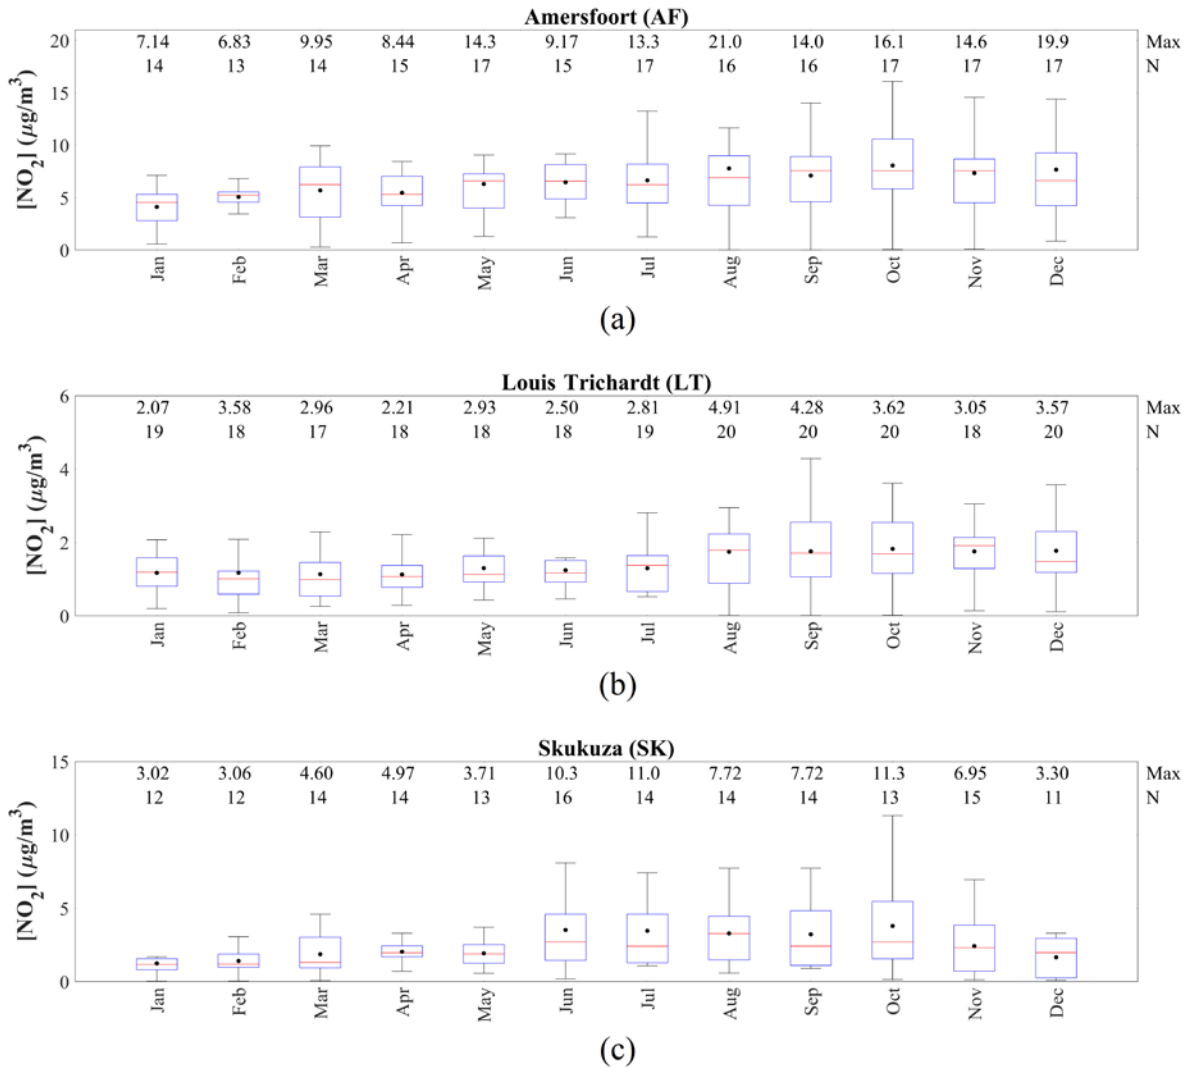 Amersfoort (AF)
20 7.14 6.83 9.95 8.44 14.3 9.17 13.3 21.0 14.0 16.1 14.6 19.9 Max
14 13 14 15 17 15 17 16 16 17 17 17 N
15
10
5
0
[NO2] (μg/m3)
Jan Feb Mar Apr May Jun Jul Aug Sep Oct Nov Dec
(a)
Louis Trichardt (LT)
6 2.07 3.58 2.96 2.21 2.93 2.50 2.81 4.91 4.28 3.62 3.05 3.57 Max
19 18 17 18 18 18 19 20 20 20 18 20 N
4
2
0
[NO2] (μg/m3)
Jan Feb Mar Apr May Jun Jul Aug Sep Oct Nov Dec
(b)
Skukuza (SK)
15 3.02 3.06 4.60 4.97 3.71 10.3 11.0 7.72 7.72 11.3 6.95 3.30 Max
12 12 14 14 13 16 14 14 14 13 15 11 N
10
5
0
[NO2] (μg/m3)
Jan Feb Mar Apr May Jun Jul Aug Sep Oct Nov Dec
(c)